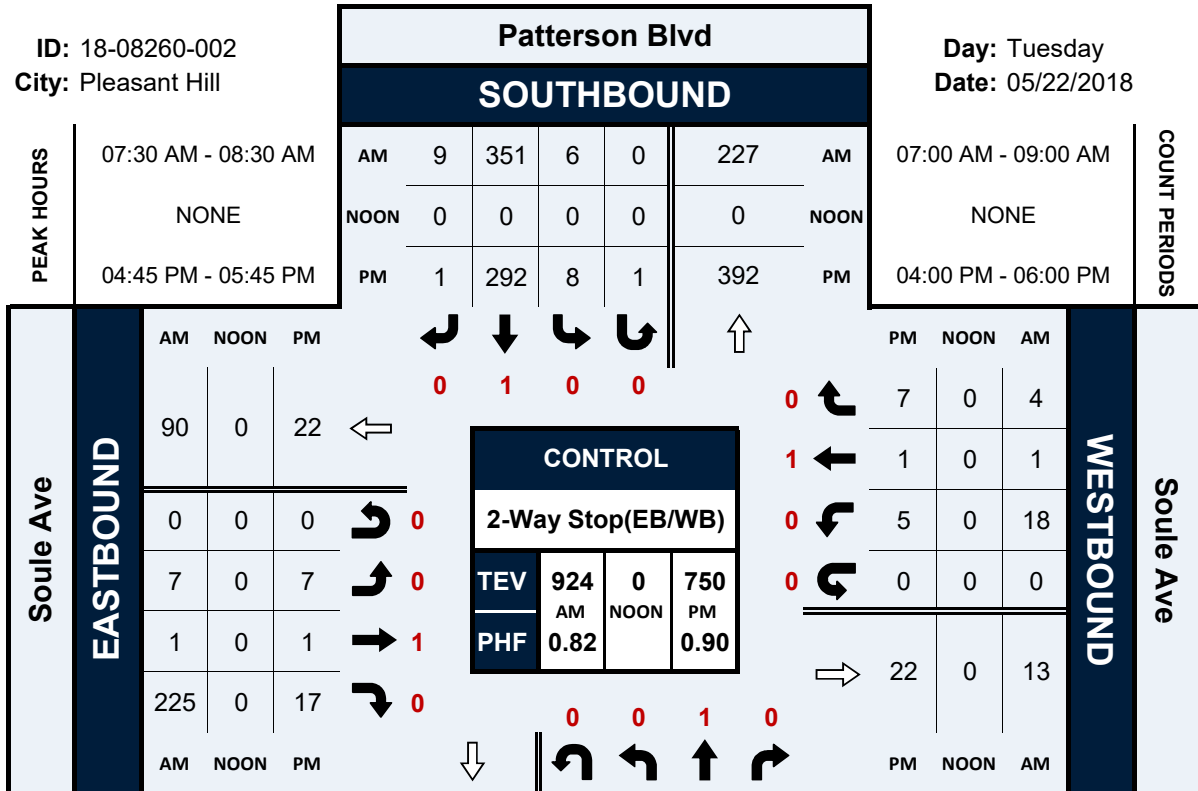 Patterson Blvd
ID: 18-08260-002
Day: Tuesday
City: Pleasant Hill
SOUTHBOUND
Date: 05/22/2018
PEAK HOURS
07:30 AM - 08:30 AM
AM 9 351 6 0 227 AM
07:00 AM - 09:00 AM
COUNT PERIODS
NONE
NOON 0 0 0 0 0 NOON
NONE
04:45 PM - 05:45 PM
PM 1 292 8 1 392 PM
04:00 PM - 06:00 PM
Soule Ave
EASTBOUND
AM NOON PM
90 0 22
0 0 0 0
7 0 7 0
1 0 1 1
225 0 17 0
AM NOON PM
0 1 0 0
CONTROL
2-Way Stop(EB/WB)
TEV 924 0 750
AM NOON PM
PHF 0.82 0.90
0 0 1 0
PM NOON AM
0 7 0 4
1 1 0 1
0 5 0 18
0 0 0 0
22 0 13
PM NOON AM
WESTBOUND
Soule Ave